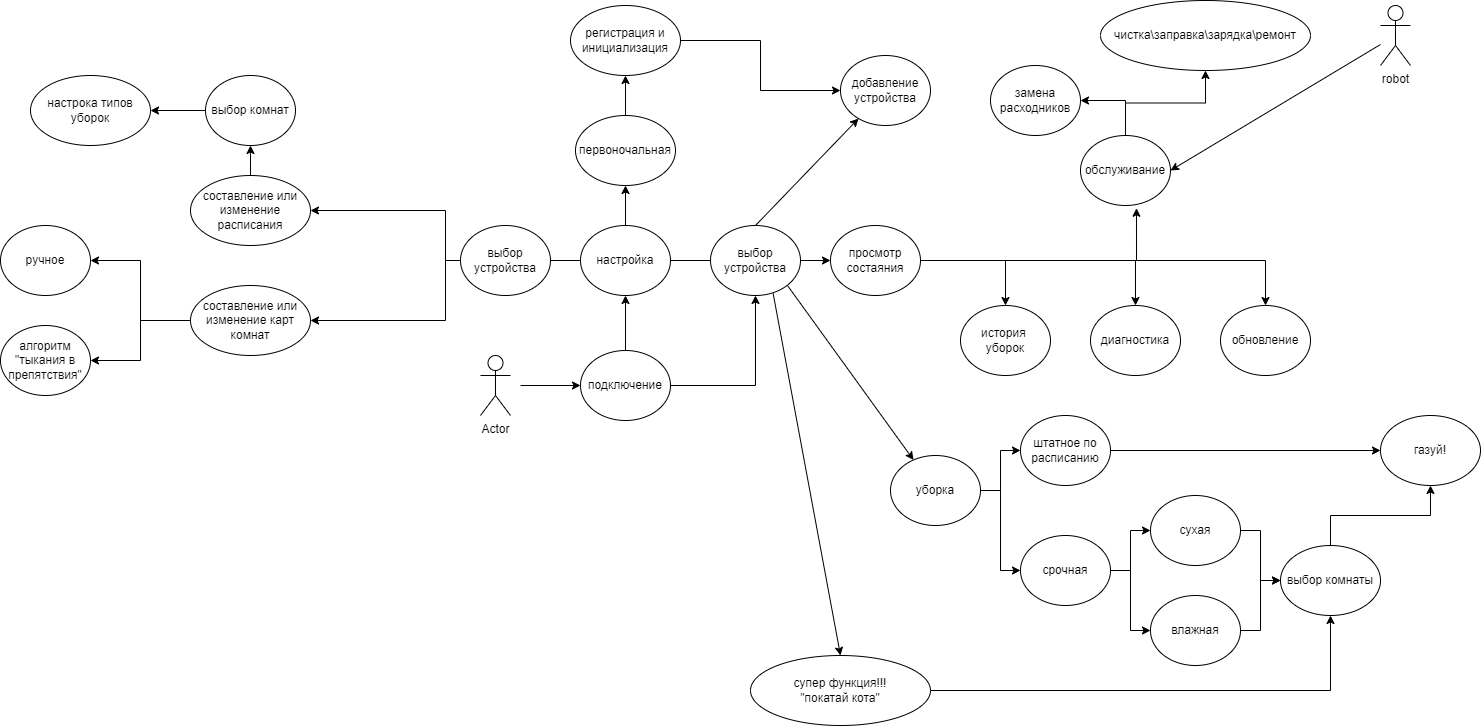 регистрация и
инициализация
чистка\заправка\зарядка\ремонт
robot
добавление
устройства
замена
расходников
настрока типов
уборок
выбор комнат
первоночальная
обслуживание
составление или
изменение
расписания
ручное
выбор
устройства
настройка
выбор
устройства
просмотр
состаяния
составление или
изменение карт
комнат
алгоритм
"тыкания в
препятствия"
история
уборок
диагностика
обновление
подключение
Actor
штатное по
расписанию
газуй!
уборка
сухая
срочная
выбор комнаты
влажная
супер функция!!!
"покатай кота"